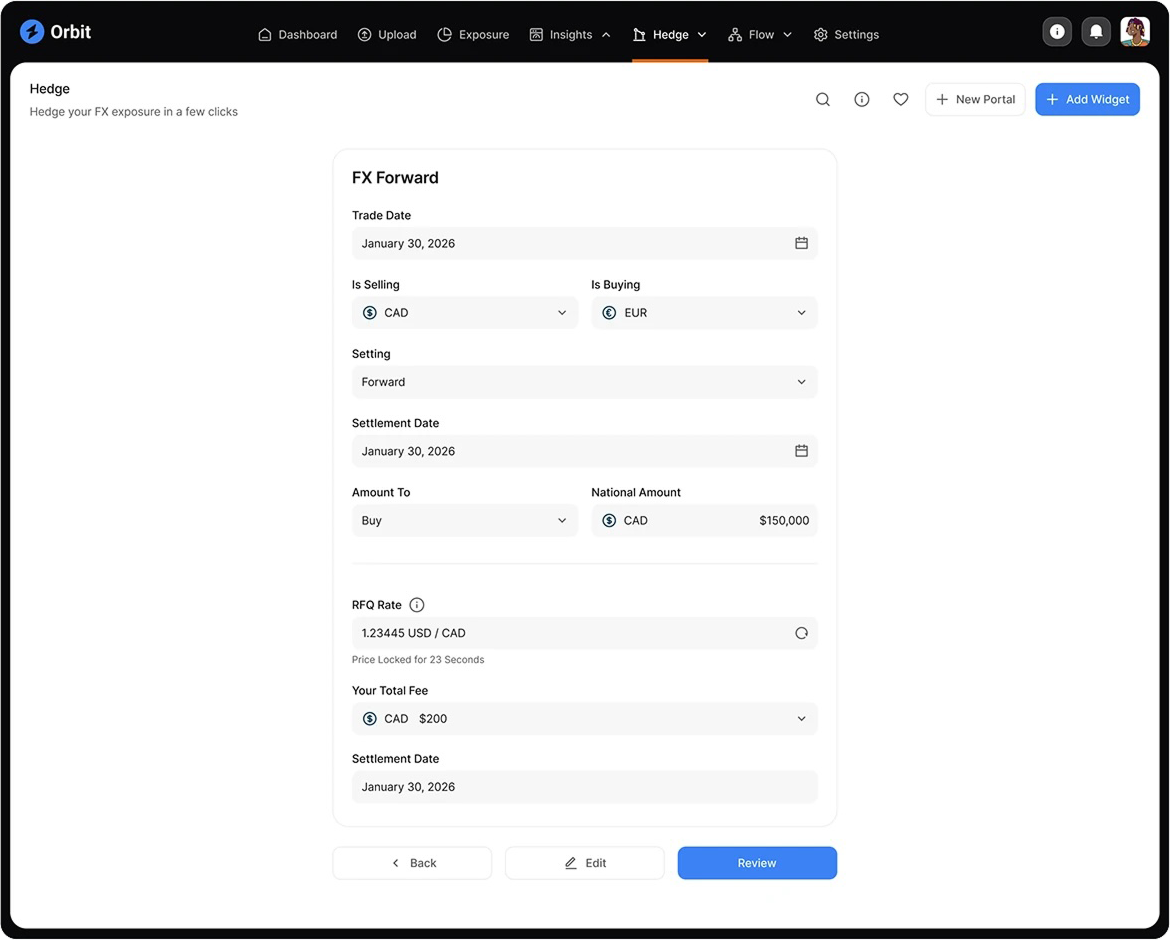 Orbit
Dashboard Upload Exposure Insights Hedge Flow Settings
Hedge
Hedge your FX exposure in a few clicks
New Portal
Add Widget
FX Forward
Trade Date
January 30, 2026
Is Selling Is Buying
CAD EUR
Setting
Forward
Settlement Date
January 30, 2026
Amount To National Amount
Buy CAD $150,000
RFQ Rate
1.23445 USD / CAD
Price Locked for 23 Seconds
Your Total Fee
CAD $200
Settlement Date
January 30, 2026
Back Edit Review